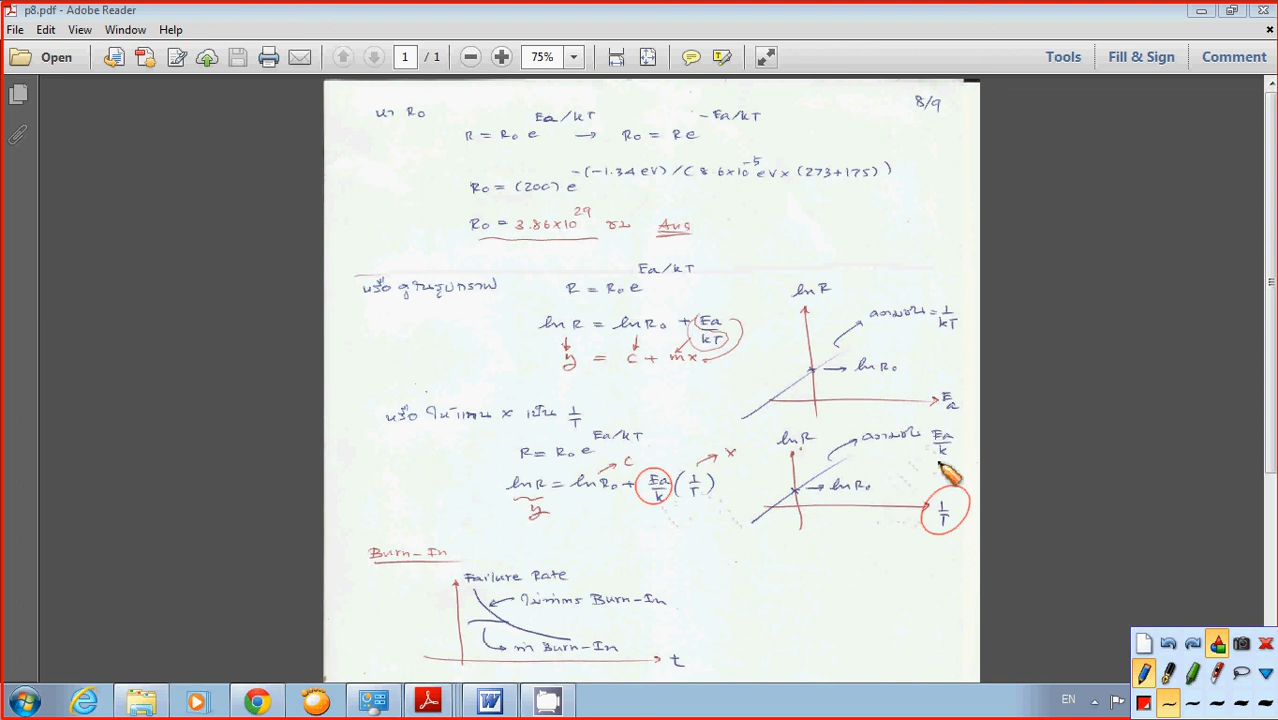 p8.pdf - Adobe Reader
File Edit View Window Help
Open 1 / 1 75% Tools Fill & Sign Comment
8/9
หา R₀ R = R₀ e^(Ea/kT) → R₀ = R e^(-Ea/kT)
R₀ = (200) e^(-(-1.34 eV) / (8.6×10^-5 eV × (273+175)))
R₀ = 3.86×10^29 Ω Ans
หรือ ดูในรูปกราฟ R = R₀ e^(Ea/kT)
ln R = ln R₀ + Ea/kT
y = c + mx
ln R
ความชัน = 1/kT
ln R₀
Ea
หรือ ให้แทน x เป็น 1/T
R = R₀ e^(Ea/kT)
c x
ln R = ln R₀ + Ea/k (1/T)
y
ln R
ความชัน Ea/k
ln R₀
1/T
Burn-In
Failure Rate
ไม่ทำการ Burn-In
ทำ Burn-In
t
EN